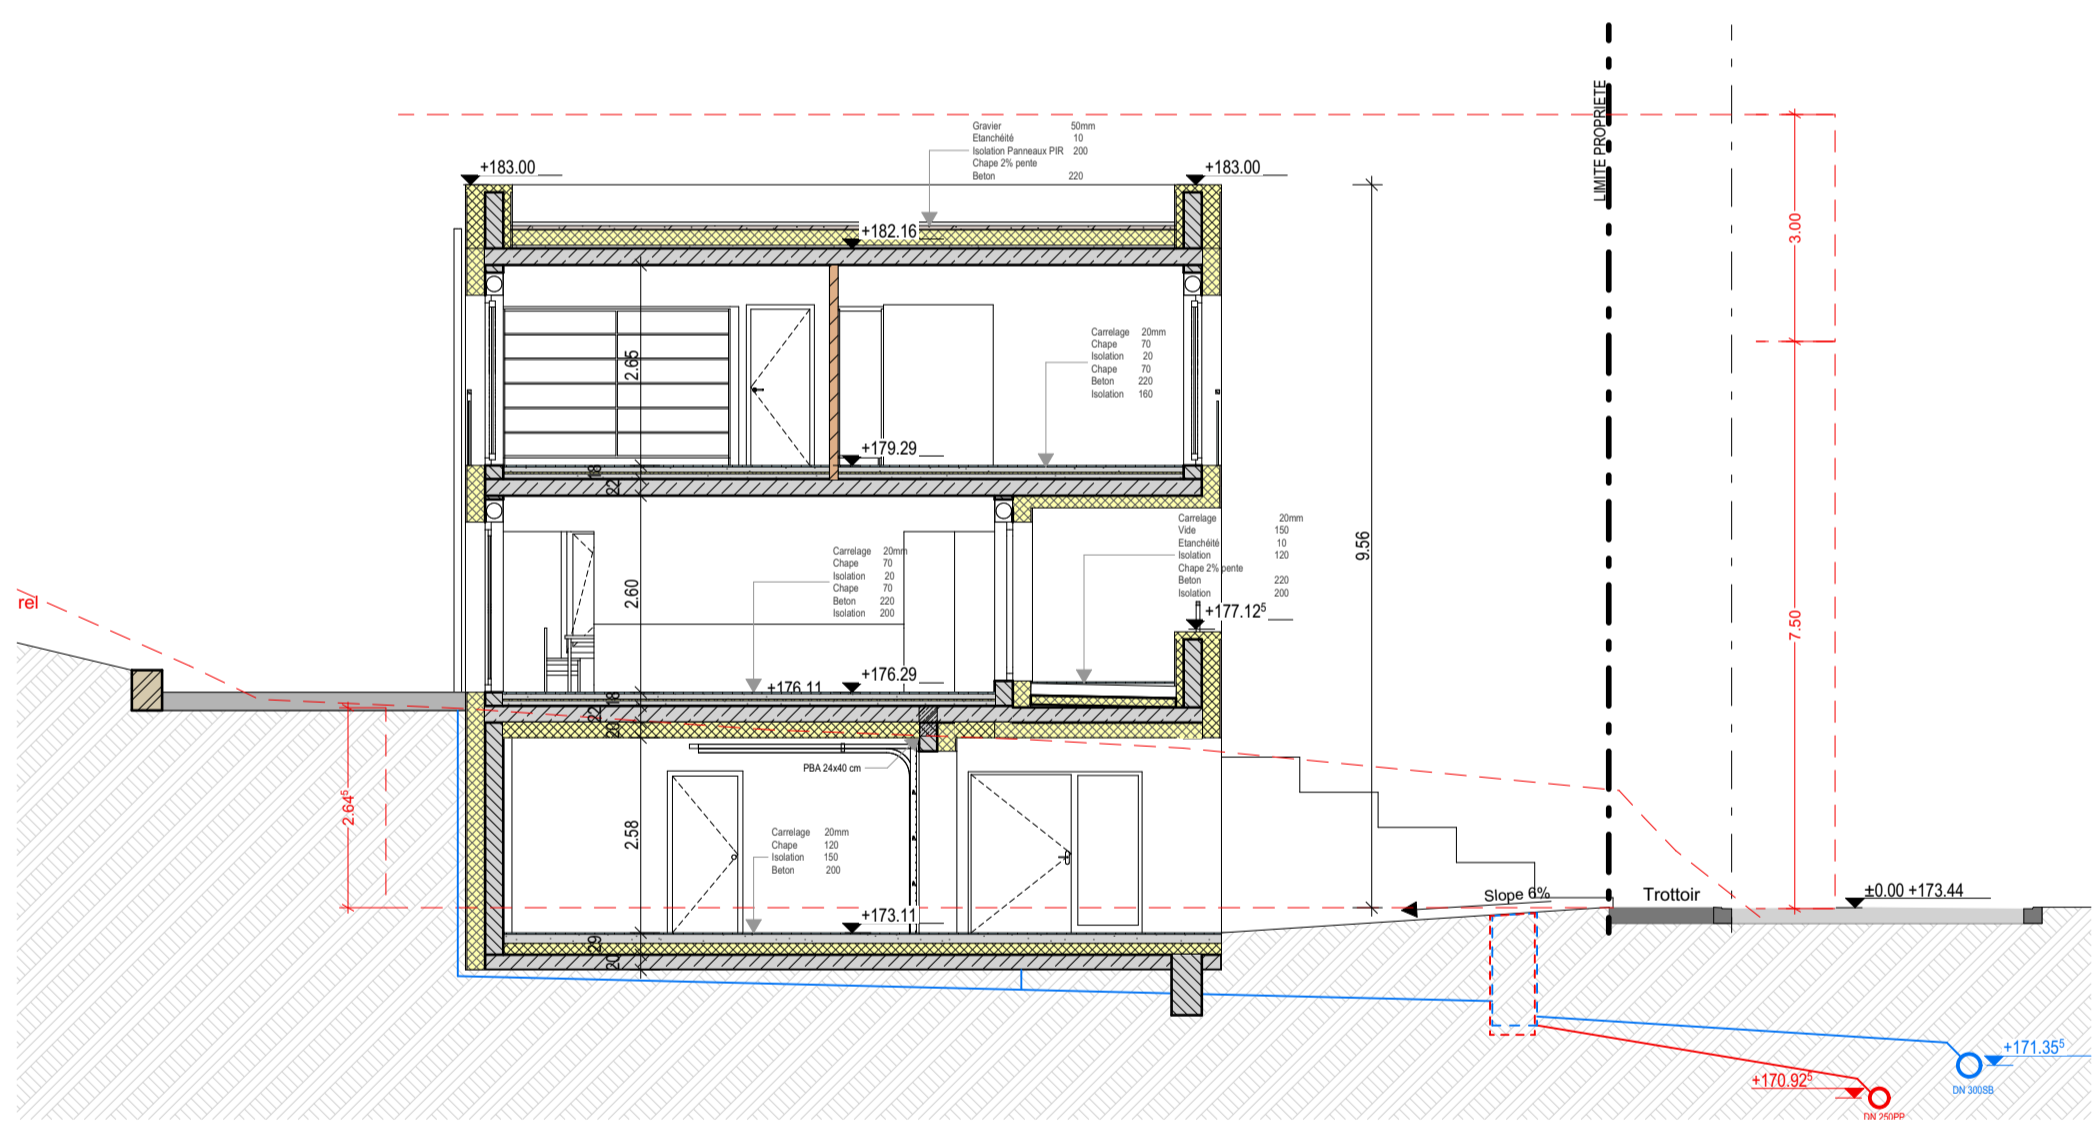 LIMITE PROPRIETE
Gravier 50mm
Etanchéité 10
Isolation Panneaux PIR 200
Chape 2% pente
Beton 220
+183.00
+183.00
+182.16
3.00
2.65
Carrelage 20mm
Chape 70
Isolation 20
Chape 70
Beton 220
Isolation 160
+179.29
18
22
9.56
Carrelage 20mm
Vide 150
Etanchéité 10
Isolation 120
Chape 2% pente
Beton 220
Isolation 200
Carrelage 20mm
Chape 70
Isolation 20
Chape 70
Beton 220
Isolation 200
2.60
rel
+177.12⁵
7.50
+176.11
+176.29
18
22
20
PBA 24x40 cm
2.64⁵
2.58
Carrelage 20mm
Chape 120
Isolation 150
Beton 200
Slope 6%
Trottoir
±0.00 +173.44
+173.11
29
20
+171.35⁵
DN 300SB
+170.92⁵
DN 250PP